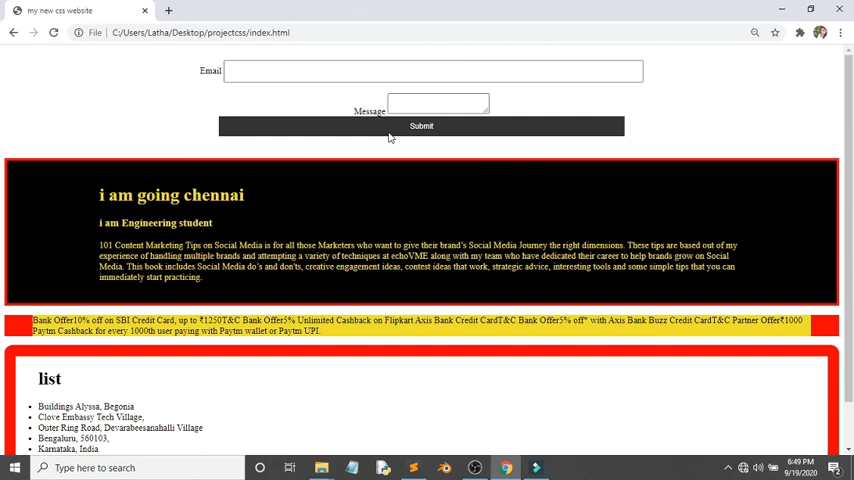 my new css website
File
C:/Users/Latha/Desktop/projectcss/index.html
Email
Message
Submit
i am going chennai
i am Engineering student
101 Content Marketing Tips on Social Media is for all those Marketers who want to give their brand's Social Media Journey the right dimensions. These tips are based out of my
experience of handling multiple brands and attempting a variety of techniques at echoVME along with my team who have dedicated their career to help brands grow on Social
Media. This book includes Social Media do's and don'ts, creative engagement ideas, contest ideas that work, strategic advice, interesting tools and some simple tips that you can
immediately start practicing.
Bank Offer10% off on SBI Credit Card, up to ₹1250T&C Bank Offer5% Unlimited Cashback on Flipkart Axis Bank Credit CardT&C Bank Offer5% off* with Axis Bank Buzz Credit CardT&C Partner Offer₹1000
Paytm Cashback for every 1000th user paying with Paytm wallet or Paytm UPI.
list
• Buildings Alyssa, Begonia
• Clove Embassy Tech Village,
• Outer Ring Road, Devarabeesanahalli Village
• Bengaluru, 560103,
• Karnataka, India
Type here to search
6:49 PM
9/19/2020
2